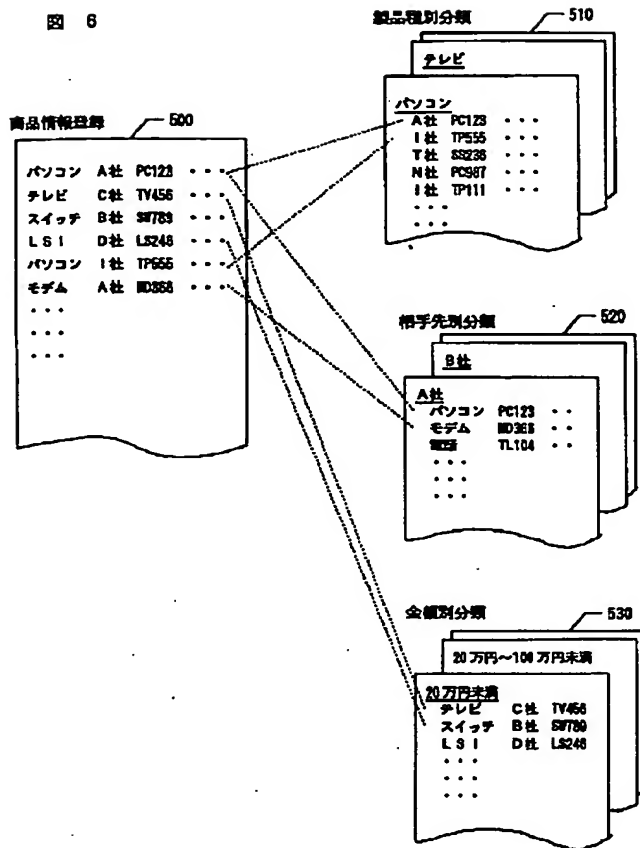 図 6
商品情報登録 500
パソコン A社 PC123 ・・・
テレビ C社 TV456 ・・・
スイッチ B社 SW789 ・・・
LSI D社 LS246 ・・・
パソコン I社 TP555 ・・・
モデム A社 MD368 ・・・
・・・
・・・
・・・
製品種別分類 510
テレビ
パソコン
A社 PC123 ・・・
I社 TP555 ・・・
T社 SS236 ・・・
N社 PC987 ・・・
I社 TP111 ・・・
・・・
・・・
相手先別分類 520
B社
A社
パソコン PC123 ・・
モデム MD368 ・・
TL104 ・・
・・・
・・・
・・・
金額別分類 530
20万円~100万円未満
20万円未満
テレビ C社 TV456
スイッチ B社 SW789
LSI D社 LS246
・・・
・・・
・・・